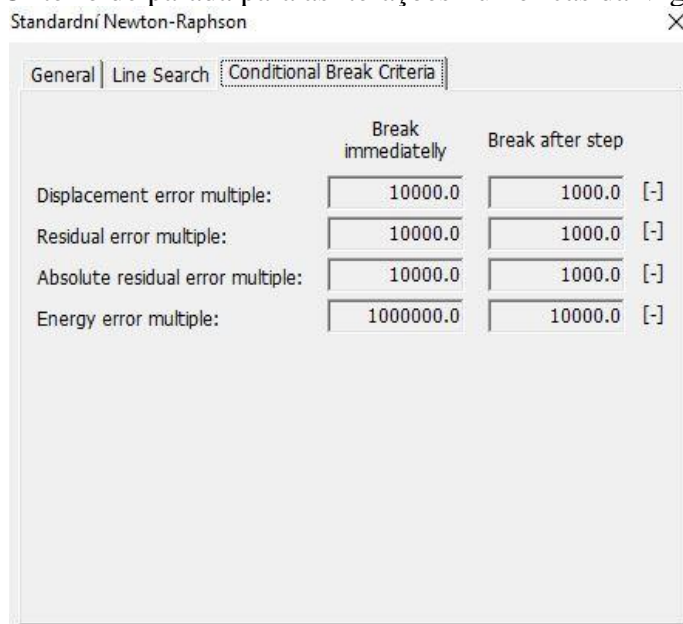 Standardní Newton-Raphson
General Line Search Conditional Break Criteria
Break immediatelly Break after step
Displacement error multiple: 10000.0 1000.0 [-]
Residual error multiple: 10000.0 1000.0 [-]
Absolute residual error multiple: 10000.0 1000.0 [-]
Energy error multiple: 1000000.0 10000.0 [-]